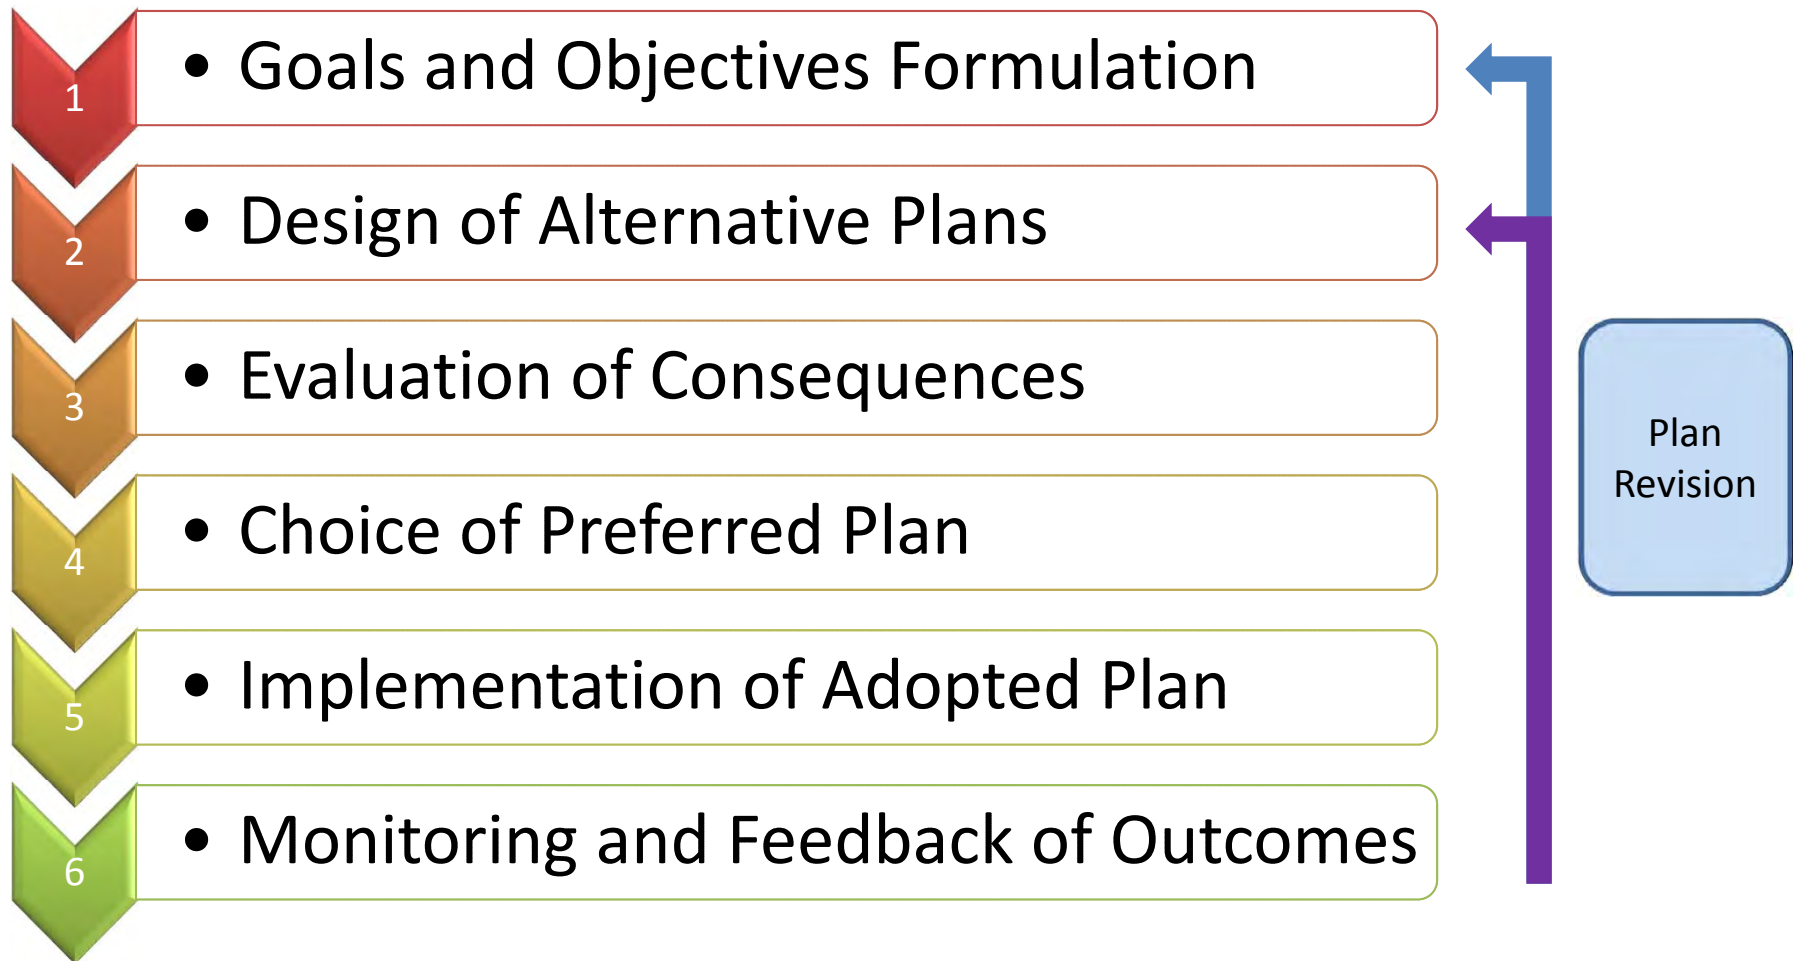 1
• Goals and Objectives Formulation
2
• Design of Alternative Plans
3
• Evaluation of Consequences
4
• Choice of Preferred Plan
5
• Implementation of Adopted Plan
6
• Monitoring and Feedback of Outcomes
Plan
Revision